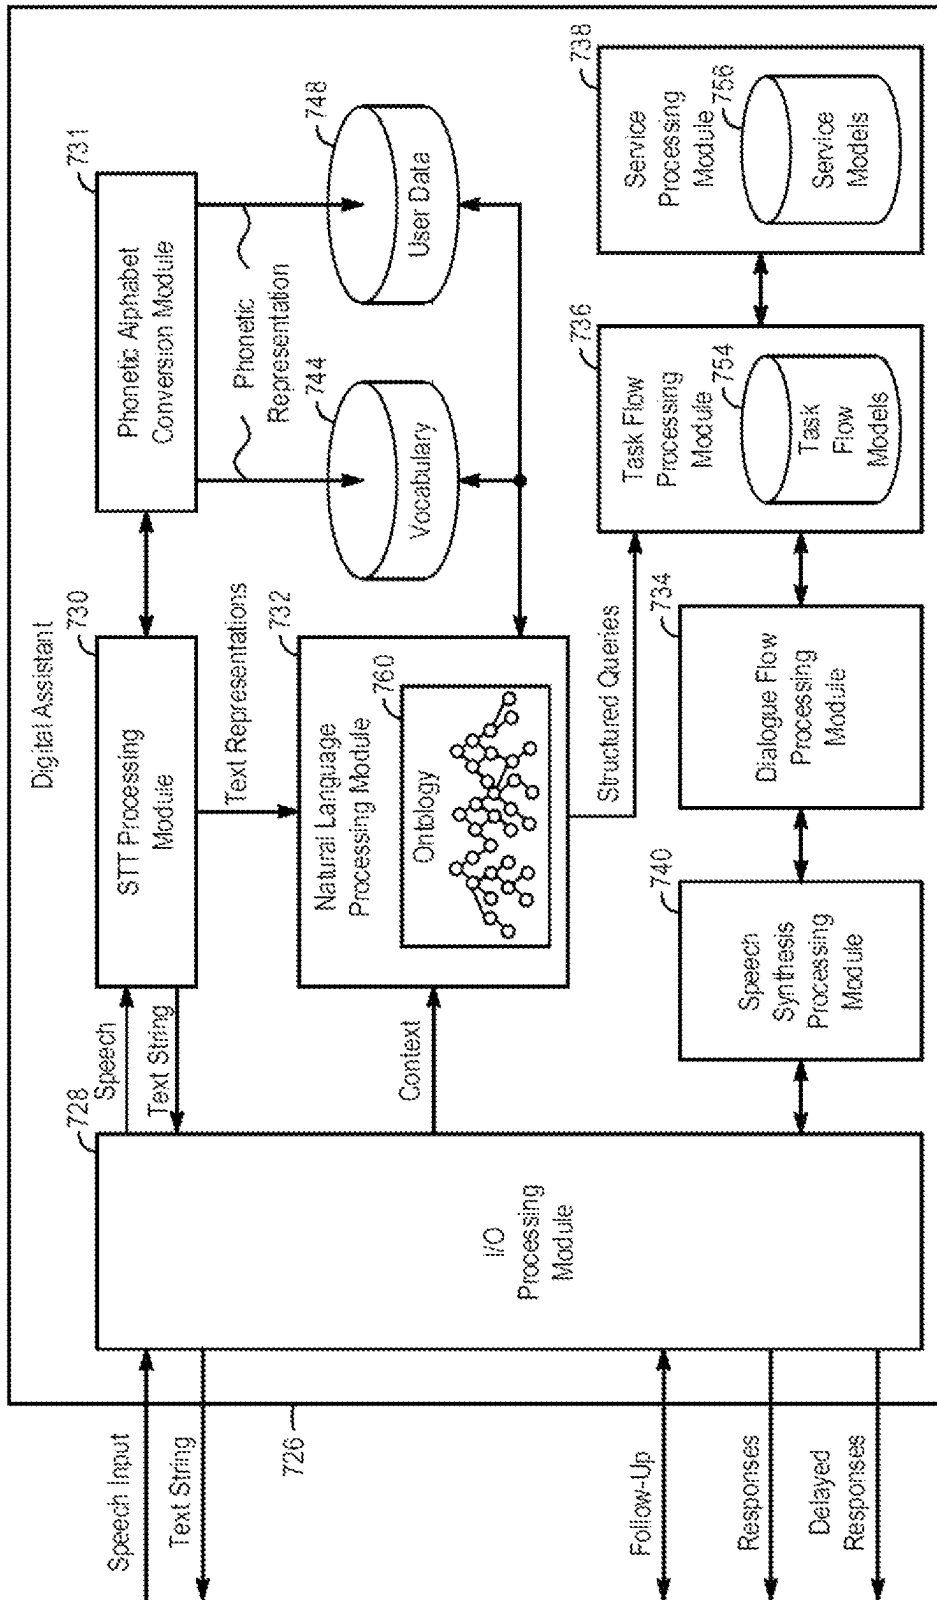 Digital Assistant
726
Speech Input
Text String
Follow-Up
Responses
Delayed
Responses
728
I/O
Processing
Module
Speech
Text String
Context
730
STT Processing
Module
Text Representations
731
Phonetic Alphabet
Conversion Module
Phonetic
Representation
744
Vocabulary
748
User Data
732
Natural Language
Processing Module
760
Ontology
Structured Queries
740
Speech
Synthesis
Processing
Module
734
Dialogue Flow
Processing
Module
736
Task Flow
Processing
Module
754
Task
Flow
Models
738
Service
Processing
Module
756
Service
Models